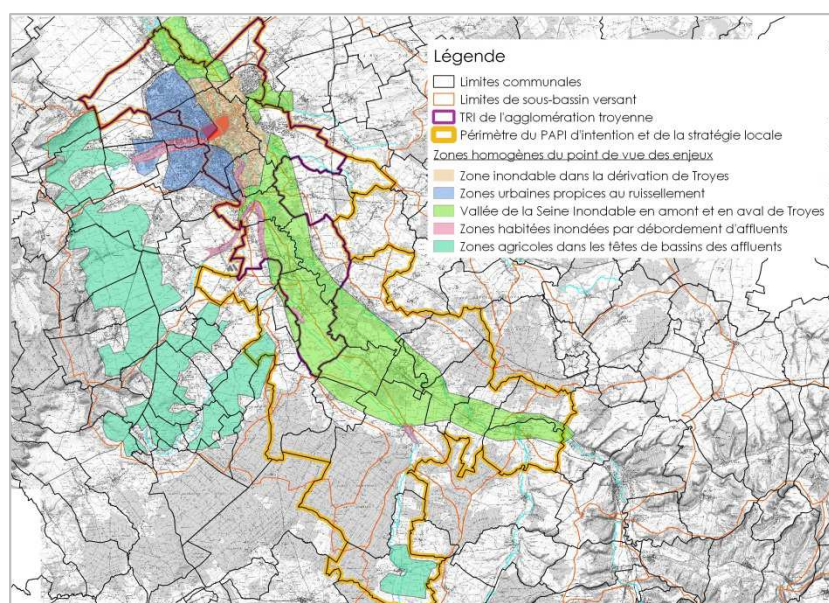 Légende
Limites communales
Limites de sous-bassin versant
TRI de l'agglomération troyenne
Périmètre du PAPI d'intention et de la stratégie locale
Zones homogènes du point de vue des enjeux
Zone inondable dans la dérivation de Troyes
Zones urbaines propices au ruissellement
Vallée de la Seine Inondable en amont et en aval de Troyes
Zones habitées inondées par débordement d'affluents
Zones agricoles dans les têtes de bassins des affluents